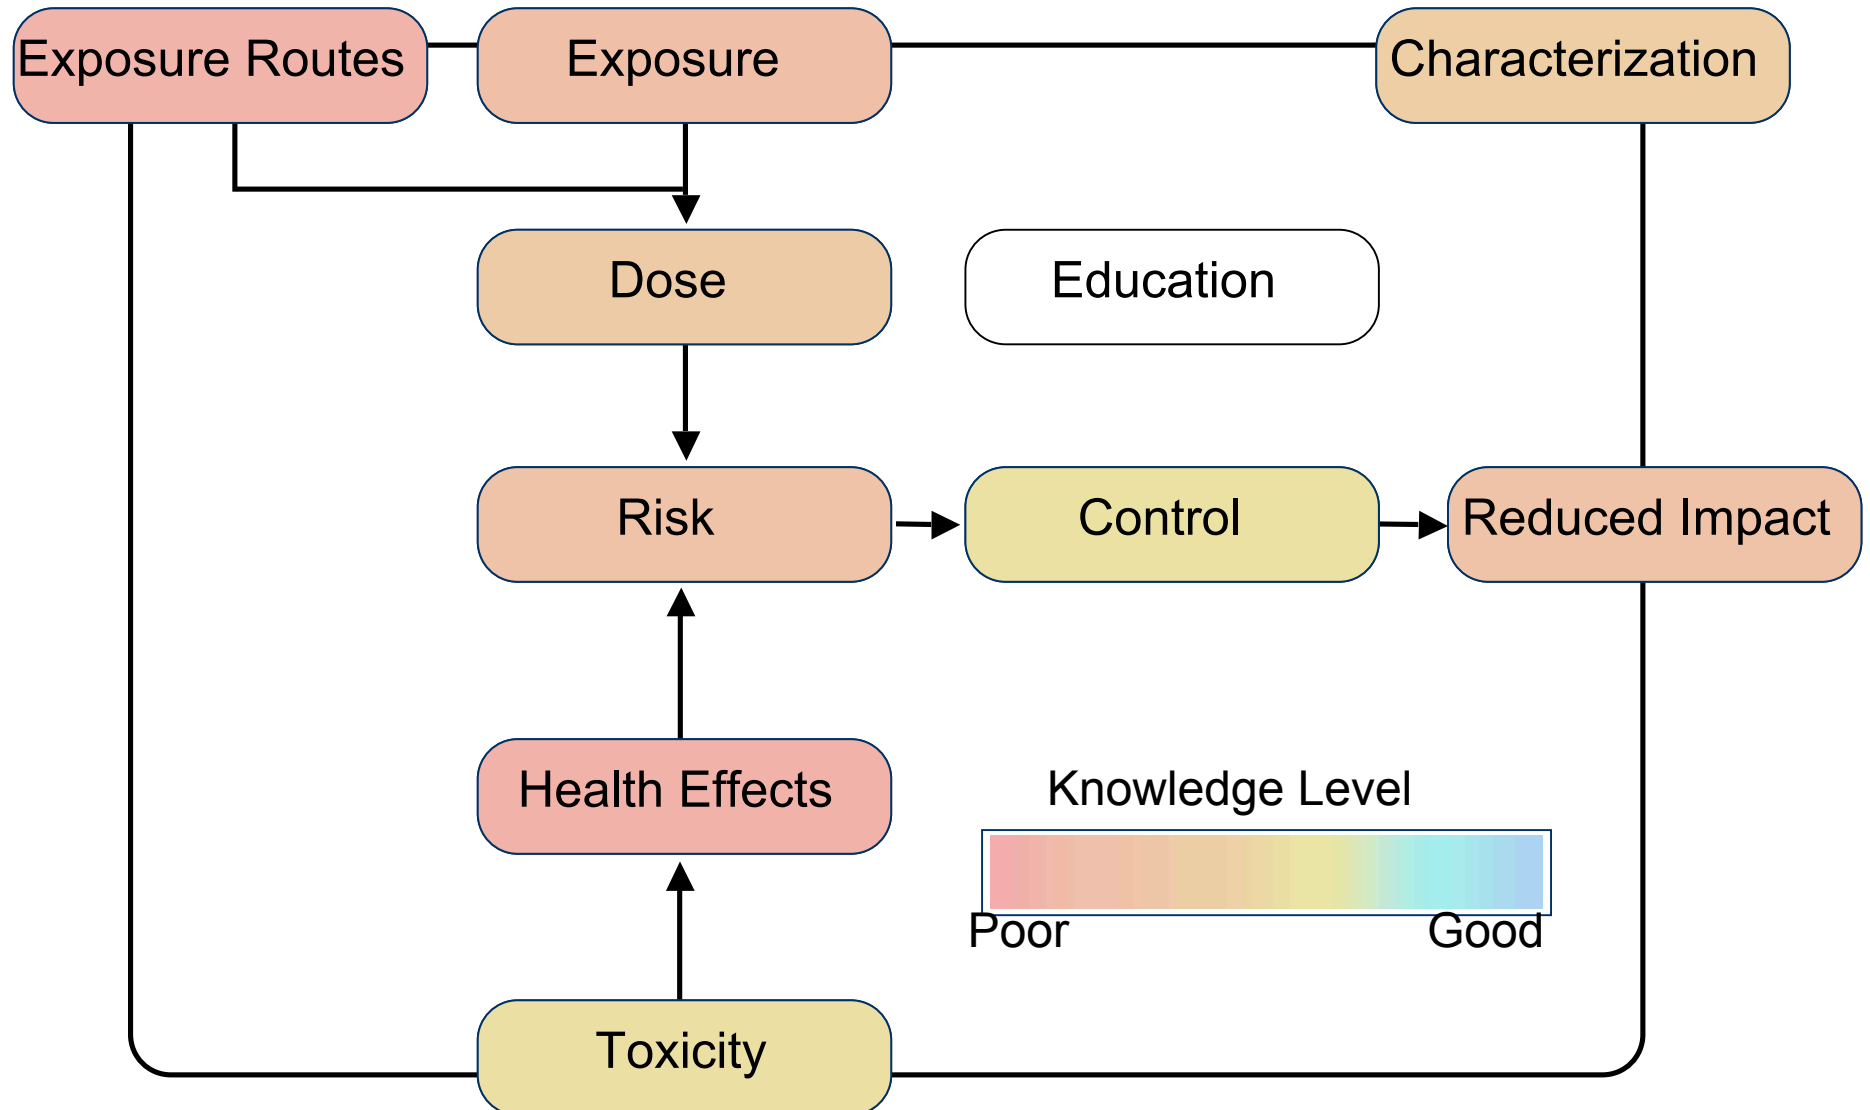 Exposure Routes
Exposure
Characterization
Dose
Education
Risk
Control
Reduced Impact
Health Effects
Knowledge Level
Poor
Good
Toxicity